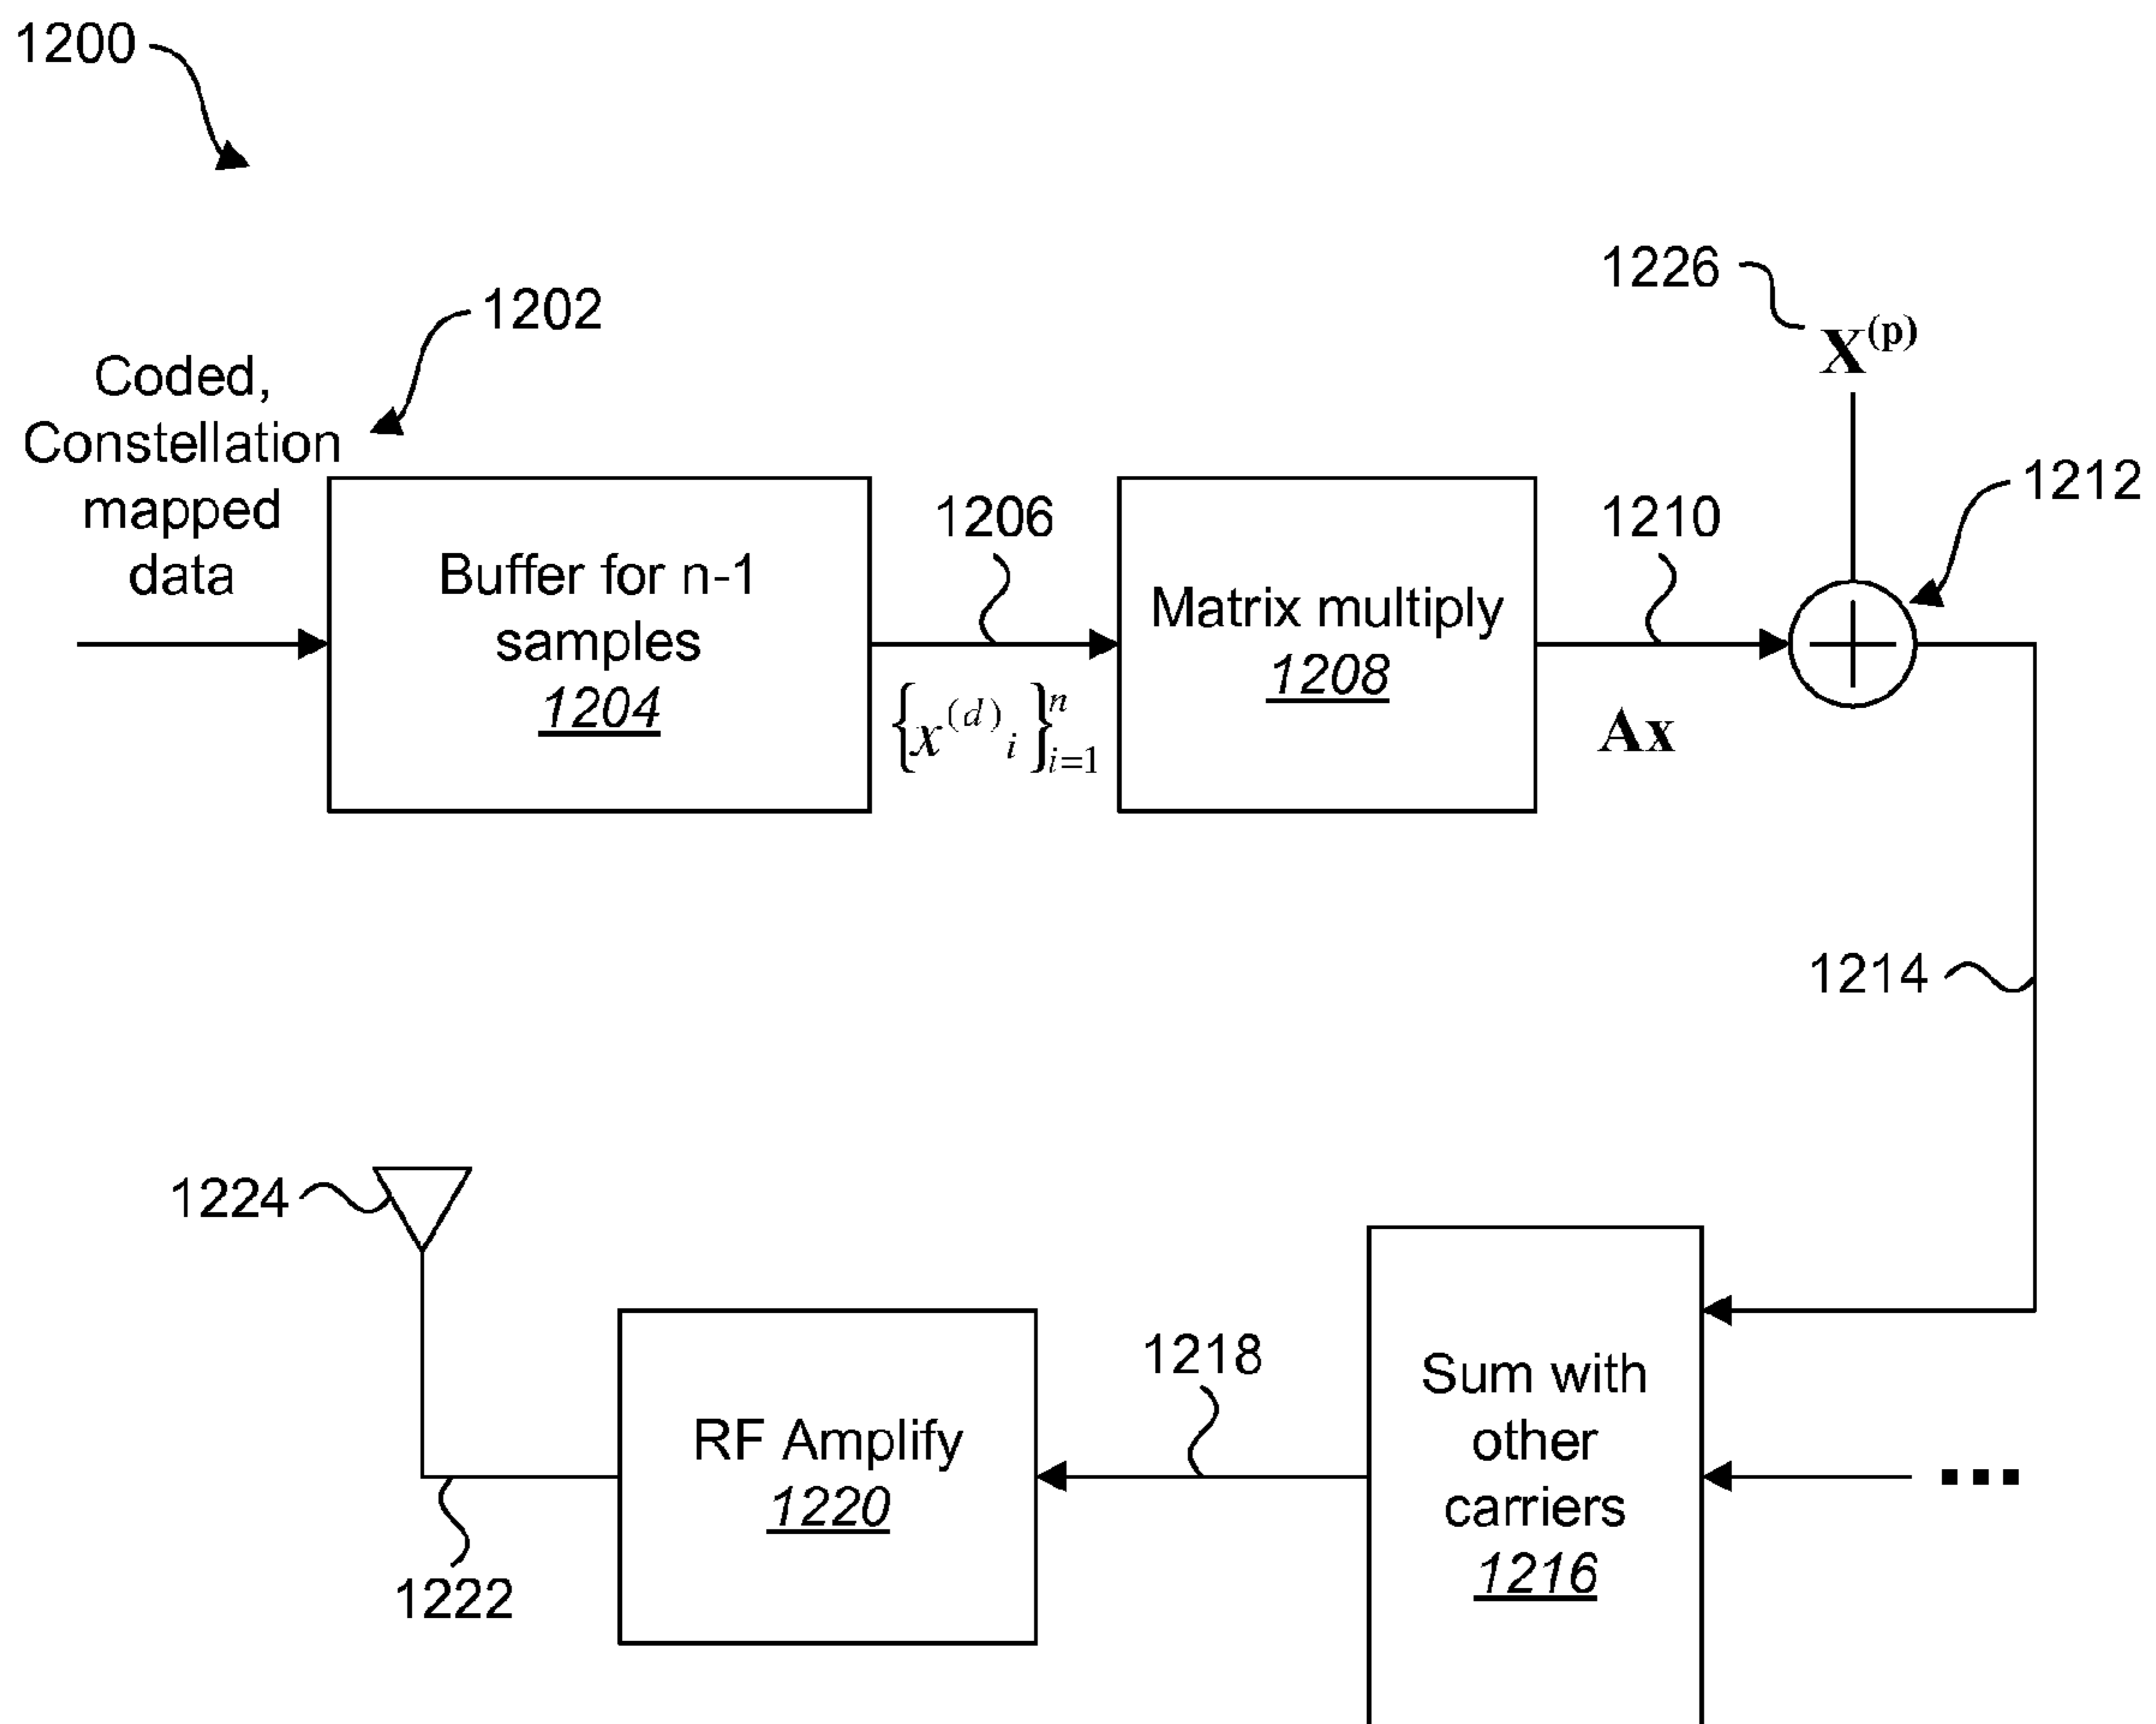 1200
1202
Coded,
Constellation
mapped
data
Buffer for n-1
samples
1204
1206
{x^(d)_i}^n_{i=1}
Matrix multiply
1208
1210
Ax
1226
X^(p)
1212
1214
1224
1222
RF Amplify
1220
1218
Sum with
other
carriers
1216
...